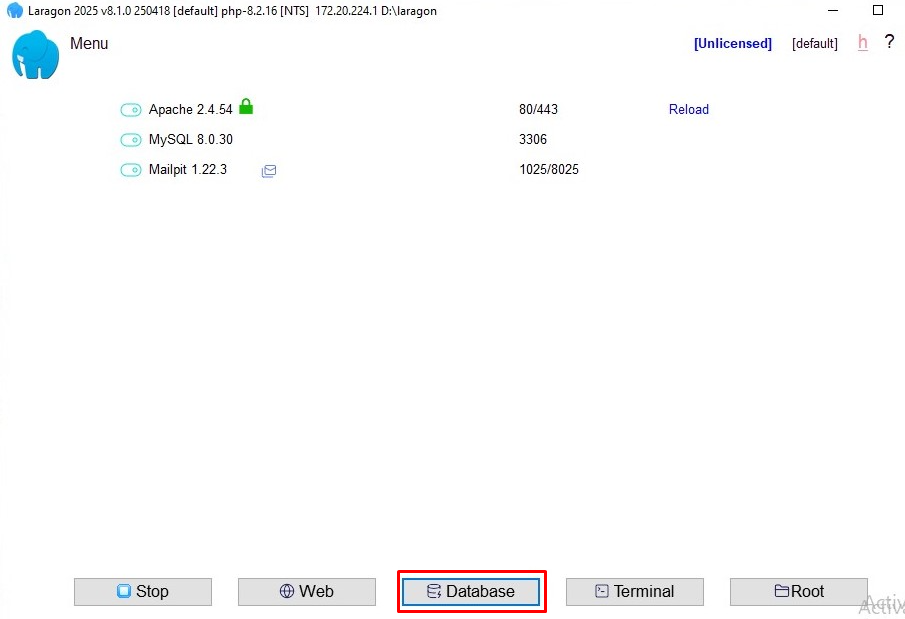 Laragon 2025 v8.1.0 250418 [default] php-8.2.16 [NTS] 172.20.224.1 D:\laragon
Menu [Unlicensed] [default] h ?
Apache 2.4.54 80/443 Reload
MySQL 8.0.30 3306
Mailpit 1.22.3 1025/8025
Stop Web Database Terminal Root
Activ
Activa